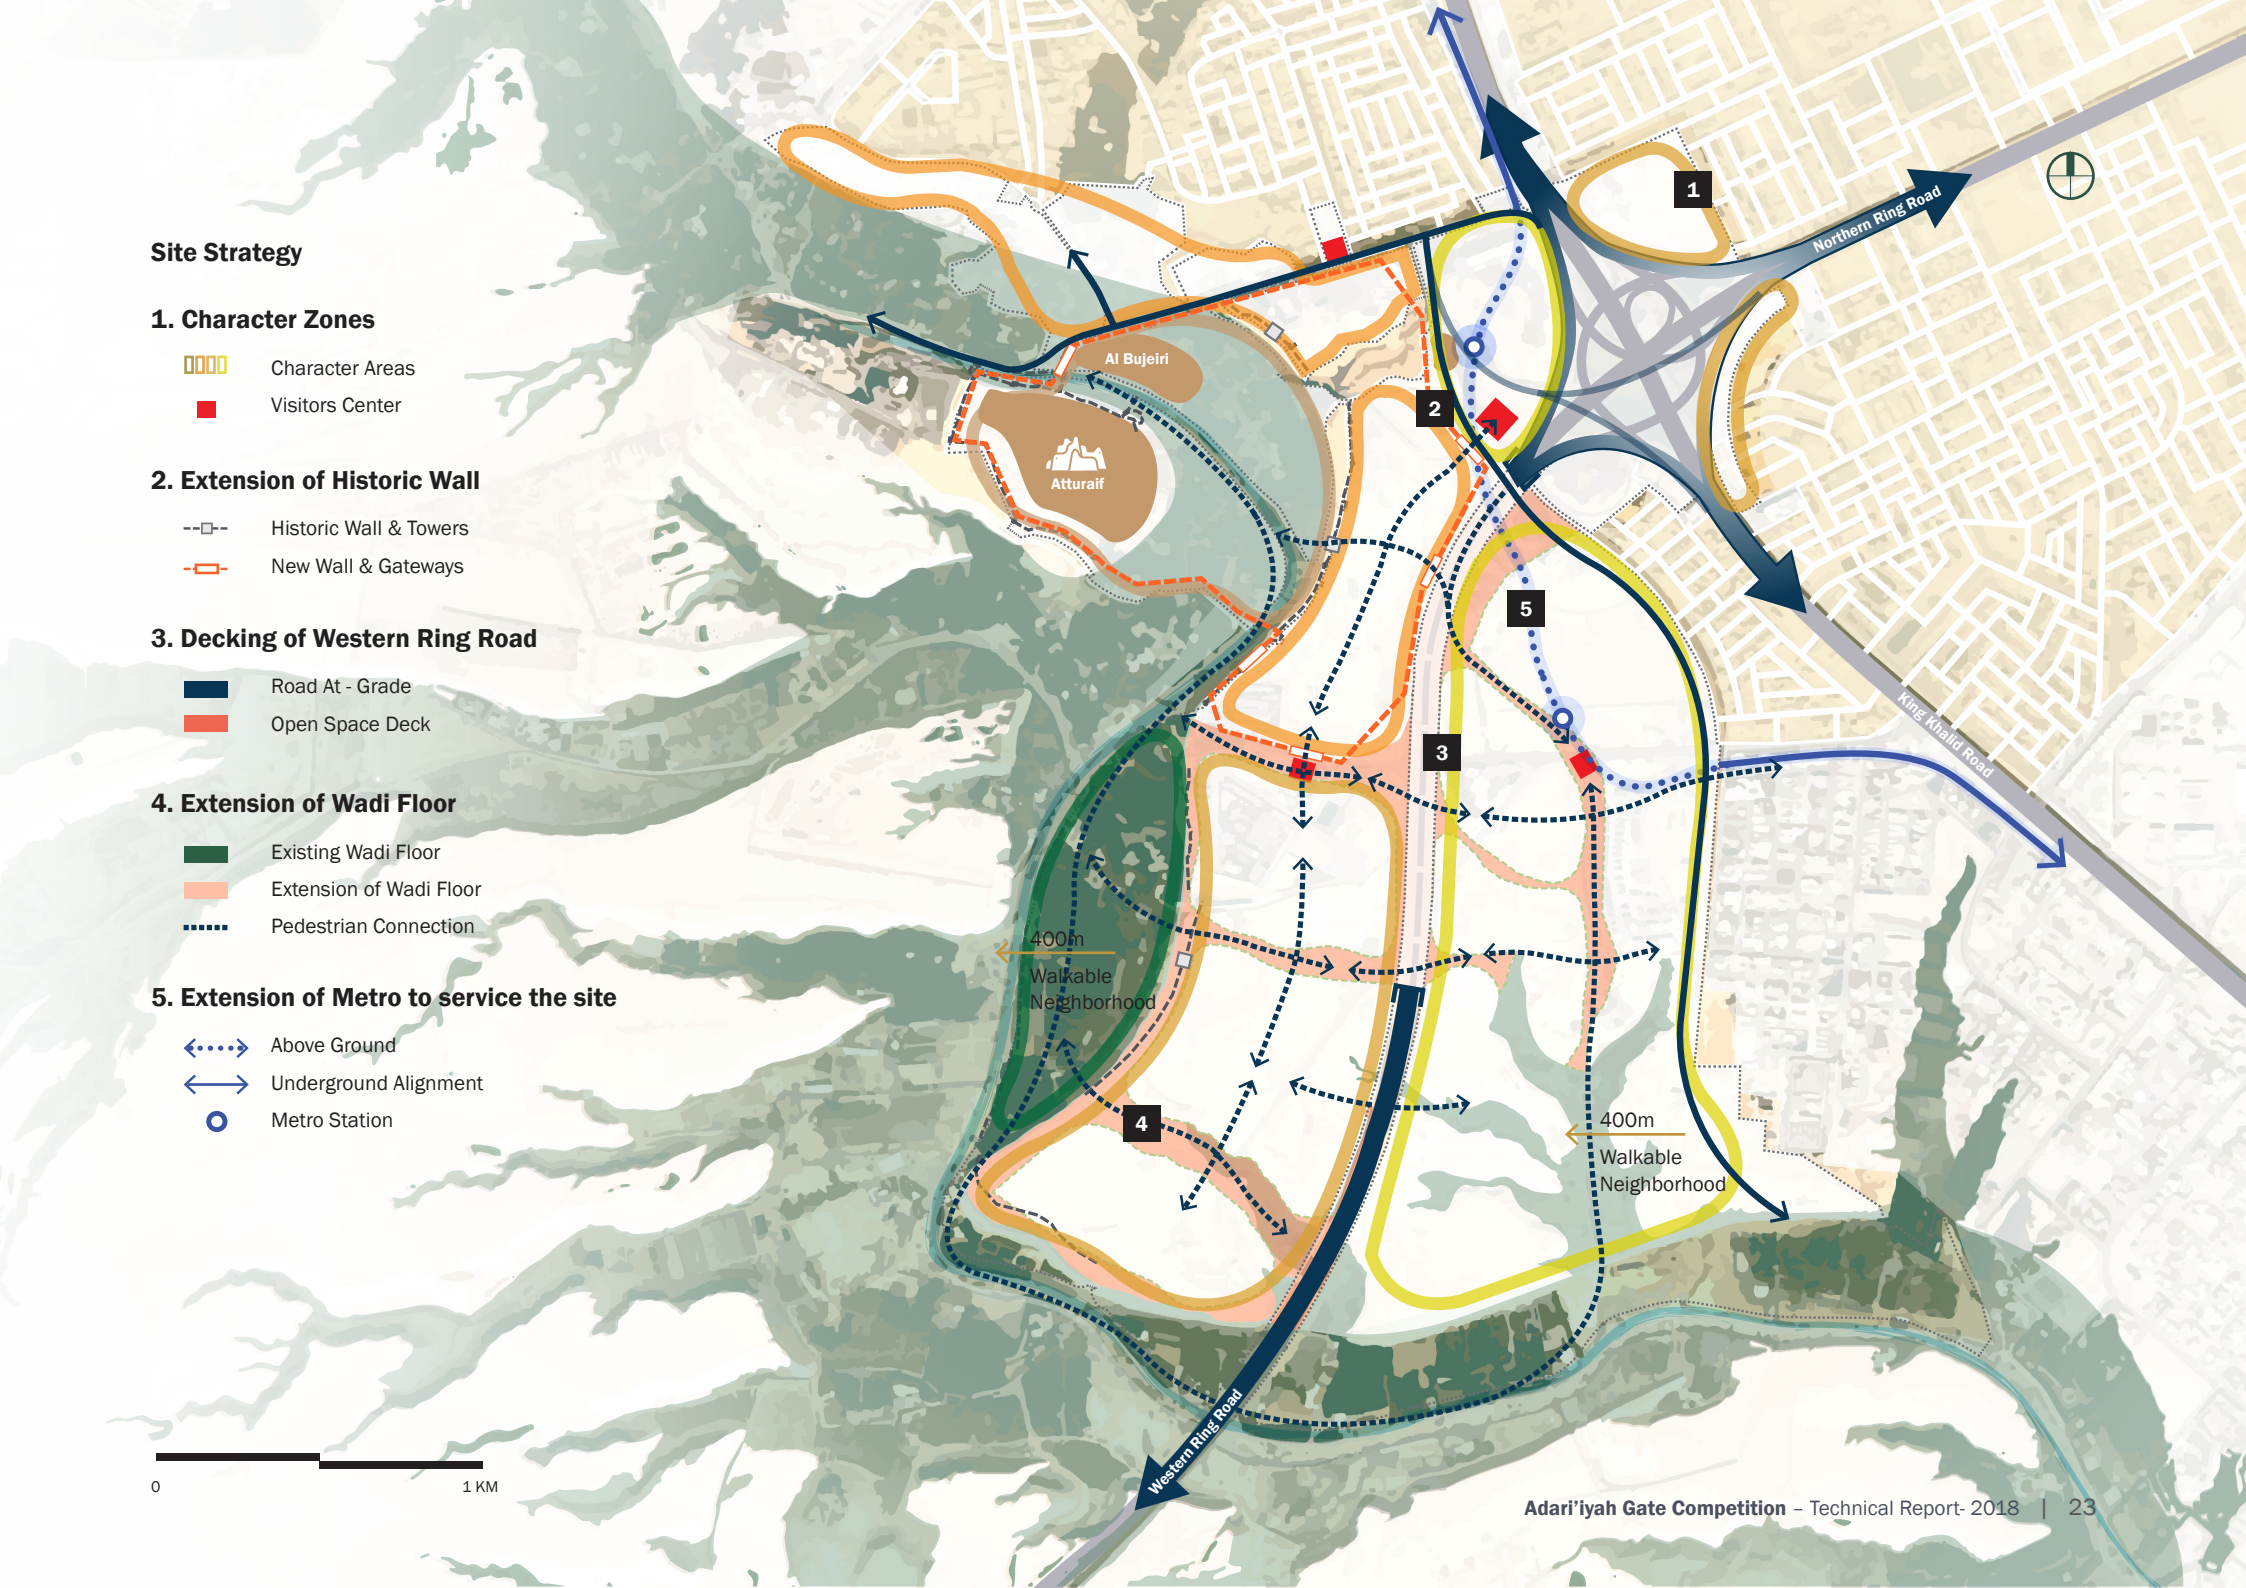 Site Strategy
1. Character Zones
Character Areas
Visitors Center
2. Extension of Historic Wall
Historic Wall & Towers
New Wall & Gateways
3. Decking of Western Ring Road
Road At - Grade
Open Space Deck
4. Extension of Wadi Floor
Existing Wadi Floor
Extension of Wadi Floor
Pedestrian Connection
5. Extension of Metro to service the site
Above Ground
Underground Alignment
Metro Station
0 1 KM
1
Northern Ring Road
Al Bujeiri
2
Atturaif
5
King Khalid Road
3
400m
Walkable
Neighborhood
4
400m
Walkable
Neighborhood
Western Ring Road
Adari'iyah Gate Competition – Technical Report- 2018 | 23